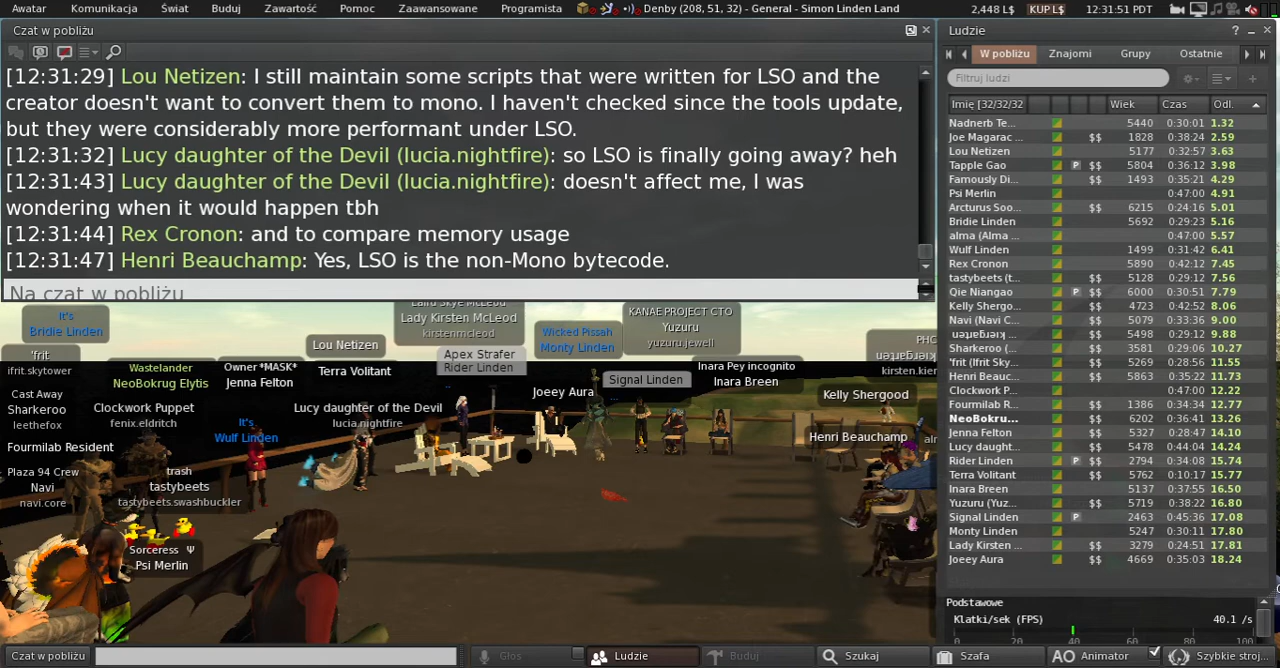 Awatar Komunikacja Świat Buduj Zawartość Pomoc Zaawansowane Programista Denby (208, 51, 32) - General - Simon Linden Land 2,448 L$ KUP L$ 12:31:51 PDT
Czat w pobliżu
[12:31:29] Lou Netizen: I still maintain some scripts that were written for LSO and the
creator doesn't want to convert them to mono. I haven't checked since the tools update,
but they were considerably more performant under LSO.
[12:31:32] Lucy daughter of the Devil (lucia.nightfire): so LSO is finally going away? heh
[12:31:43] Lucy daughter of the Devil (lucia.nightfire): doesn't affect me, I was
wondering when it would happen tbh
[12:31:44] Rex Cronon: and to compare memory usage
[12:31:47] Henri Beauchamp: Yes, LSO is the non-Mono bytecode.
Na czat w pobliżu
It's
Bridie Linden
Laird Skye McLeod
Lady Kirsten McLeod
kirstenmcleod
Wicked Pissah
Monty Linden
KANAE PROJECT CTO
Yuzuru
yuzuru.jewell
Lou Netizen
'frit
ifrit.skytower
Wastelander
NeoBokrug Elytis
Owner *MASK*
Jenna Felton
Terra Volitant
Apex Strafer
Rider Linden
Signal Linden
Inara Pey incognito
Inara Breen
kirsten.kier
Joeey Aura
Kelly Shergood
Cast Away
Sharkeroo
leethefox
Clockwork Puppet
fenix.eldritch
Lucy daughter of the Devil
lucia.nightfire
It's
Wulf Linden
Henri Beauchamp
Fourmilab Resident
Plaza 94 Crew
Navi
navi.core
trash
tastybeets
tastybeets.swashbuckler
Sorceress Ψ
Psi Merlin
Ludzie
W pobliżu Znajomi Grupy Ostatnie
Filtruj ludzi
Imię [32/32/32 Wiek Czas Odl.
Nadnerb Te... 5440 0:30:01 1.32
Joe Magarac ... $$ 1828 0:38:24 2.59
Lou Netizen 5177 0:32:57 3.63
Tapple Gao P $$ 5804 0:36:12 3.98
Famously Di... $$ 1493 0:35:21 4.29
Psi Merlin 0:47:00 4.91
Arcturus Soo... $$ 6215 0:24:16 5.01
Bridie Linden 5692 0:29:23 5.16
alma (Alma ... 0:47:00 5.57
Wulf Linden 1499 0:31:42 6.41
Rex Cronon 5890 0:42:12 7.45
tastybeets (t... $$ 5128 0:29:12 7.56
Qie Niangao P $$ 6000 0:30:51 7.79
Kelly Shergo... $$ 4723 0:42:52 8.06
Navi (Navi C... $$ 5079 0:33:36 9.00
$$ 5498 0:29:12 9.88
Sharkeroo (... $$ 3581 0:29:06 10.27
'frit (Ifrit Sky... $$ 5269 0:28:56 11.55
Henri Beauc... $$ 5863 0:35:22 11.73
Clockwork P... 0:47:00 12.22
Fourmilab R... $$ 1386 0:34:34 12.77
NeoBokru... $$ 6202 0:36:41 13.26
Jenna Felton $$ 5327 0:28:47 14.10
Lucy daught... $$ 5478 0:44:04 14.24
Rider Linden P $$ 2794 0:34:08 15.74
Terra Volitant $$ 5762 0:10:17 15.77
Inara Breen 5137 0:37:55 16.50
Yuzuru (Yuz... $$ 5719 0:38:22 16.80
Signal Linden P 2463 0:45:36 17.08
Monty Linden 5247 0:30:11 17.80
Lady Kirsten ... $$ 3279 0:24:51 17.81
Joeey Aura $$ 4669 0:35:03 18.24
Podstawowe
Klatki/sek (FPS) 40.1 /s
0 20 40 60 80 100
Czat w pobliżu Głos Ludzie Buduj Szukaj Szafa AO Animator Szybkie stroj...